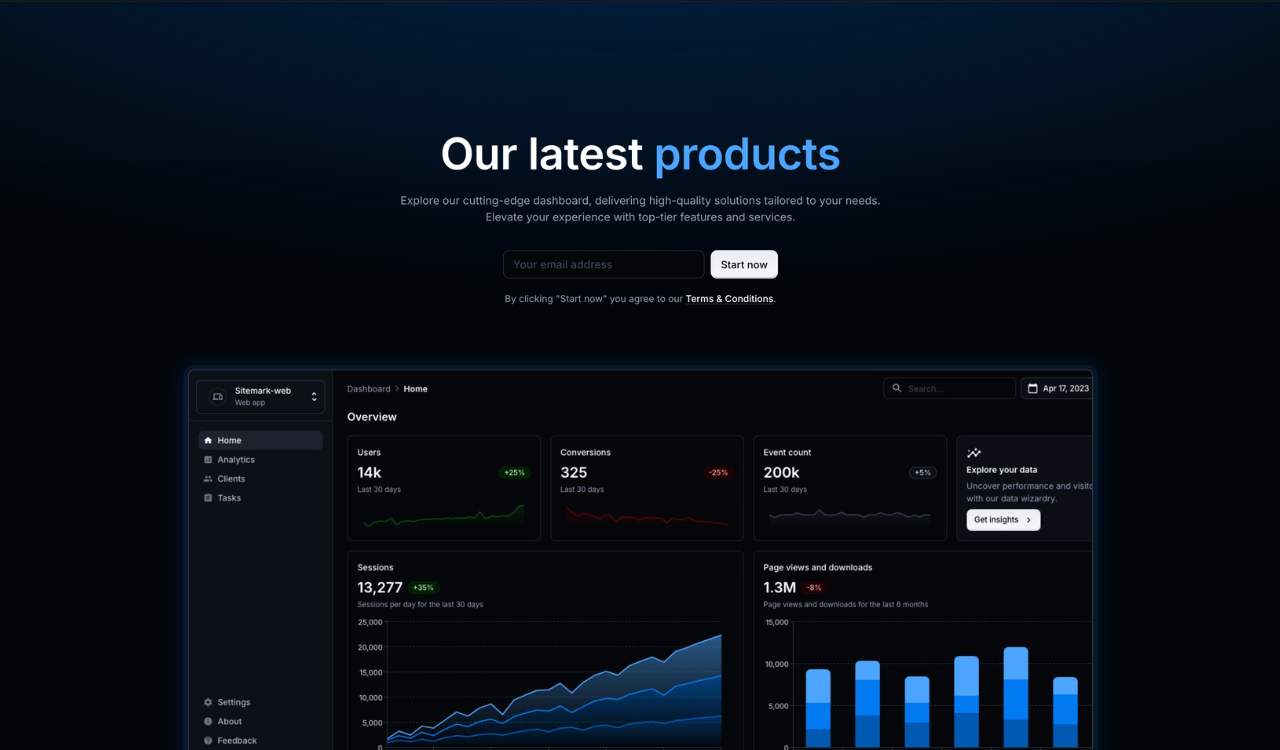 Our latest products
Explore our cutting-edge dashboard, delivering high-quality solutions tailored to your needs.
Elevate your experience with top-tier features and services.
Your email address
Start now
By clicking "Start now" you agree to our Terms & Conditions.
Sitemark-web
Web app
Home
Analytics
Clients
Tasks
Settings
About
Feedback
Dashboard > Home
Search...
Apr 17, 2023
Overview
Users
14k
+25%
Last 30 days
Conversions
325
-25%
Last 30 days
Event count
200k
+5%
Last 30 days
Explore your data
Uncover performance and
with our data wizardry.
Get insights >
Sessions
13,277
+35%
Sessions per day for the last 30 days
25,000
20,000
15,000
10,000
5,000
0
Page views and downloads
1.3M
-8%
Page views and downloads for the last 6 months
15,000
10,000
5,000
0